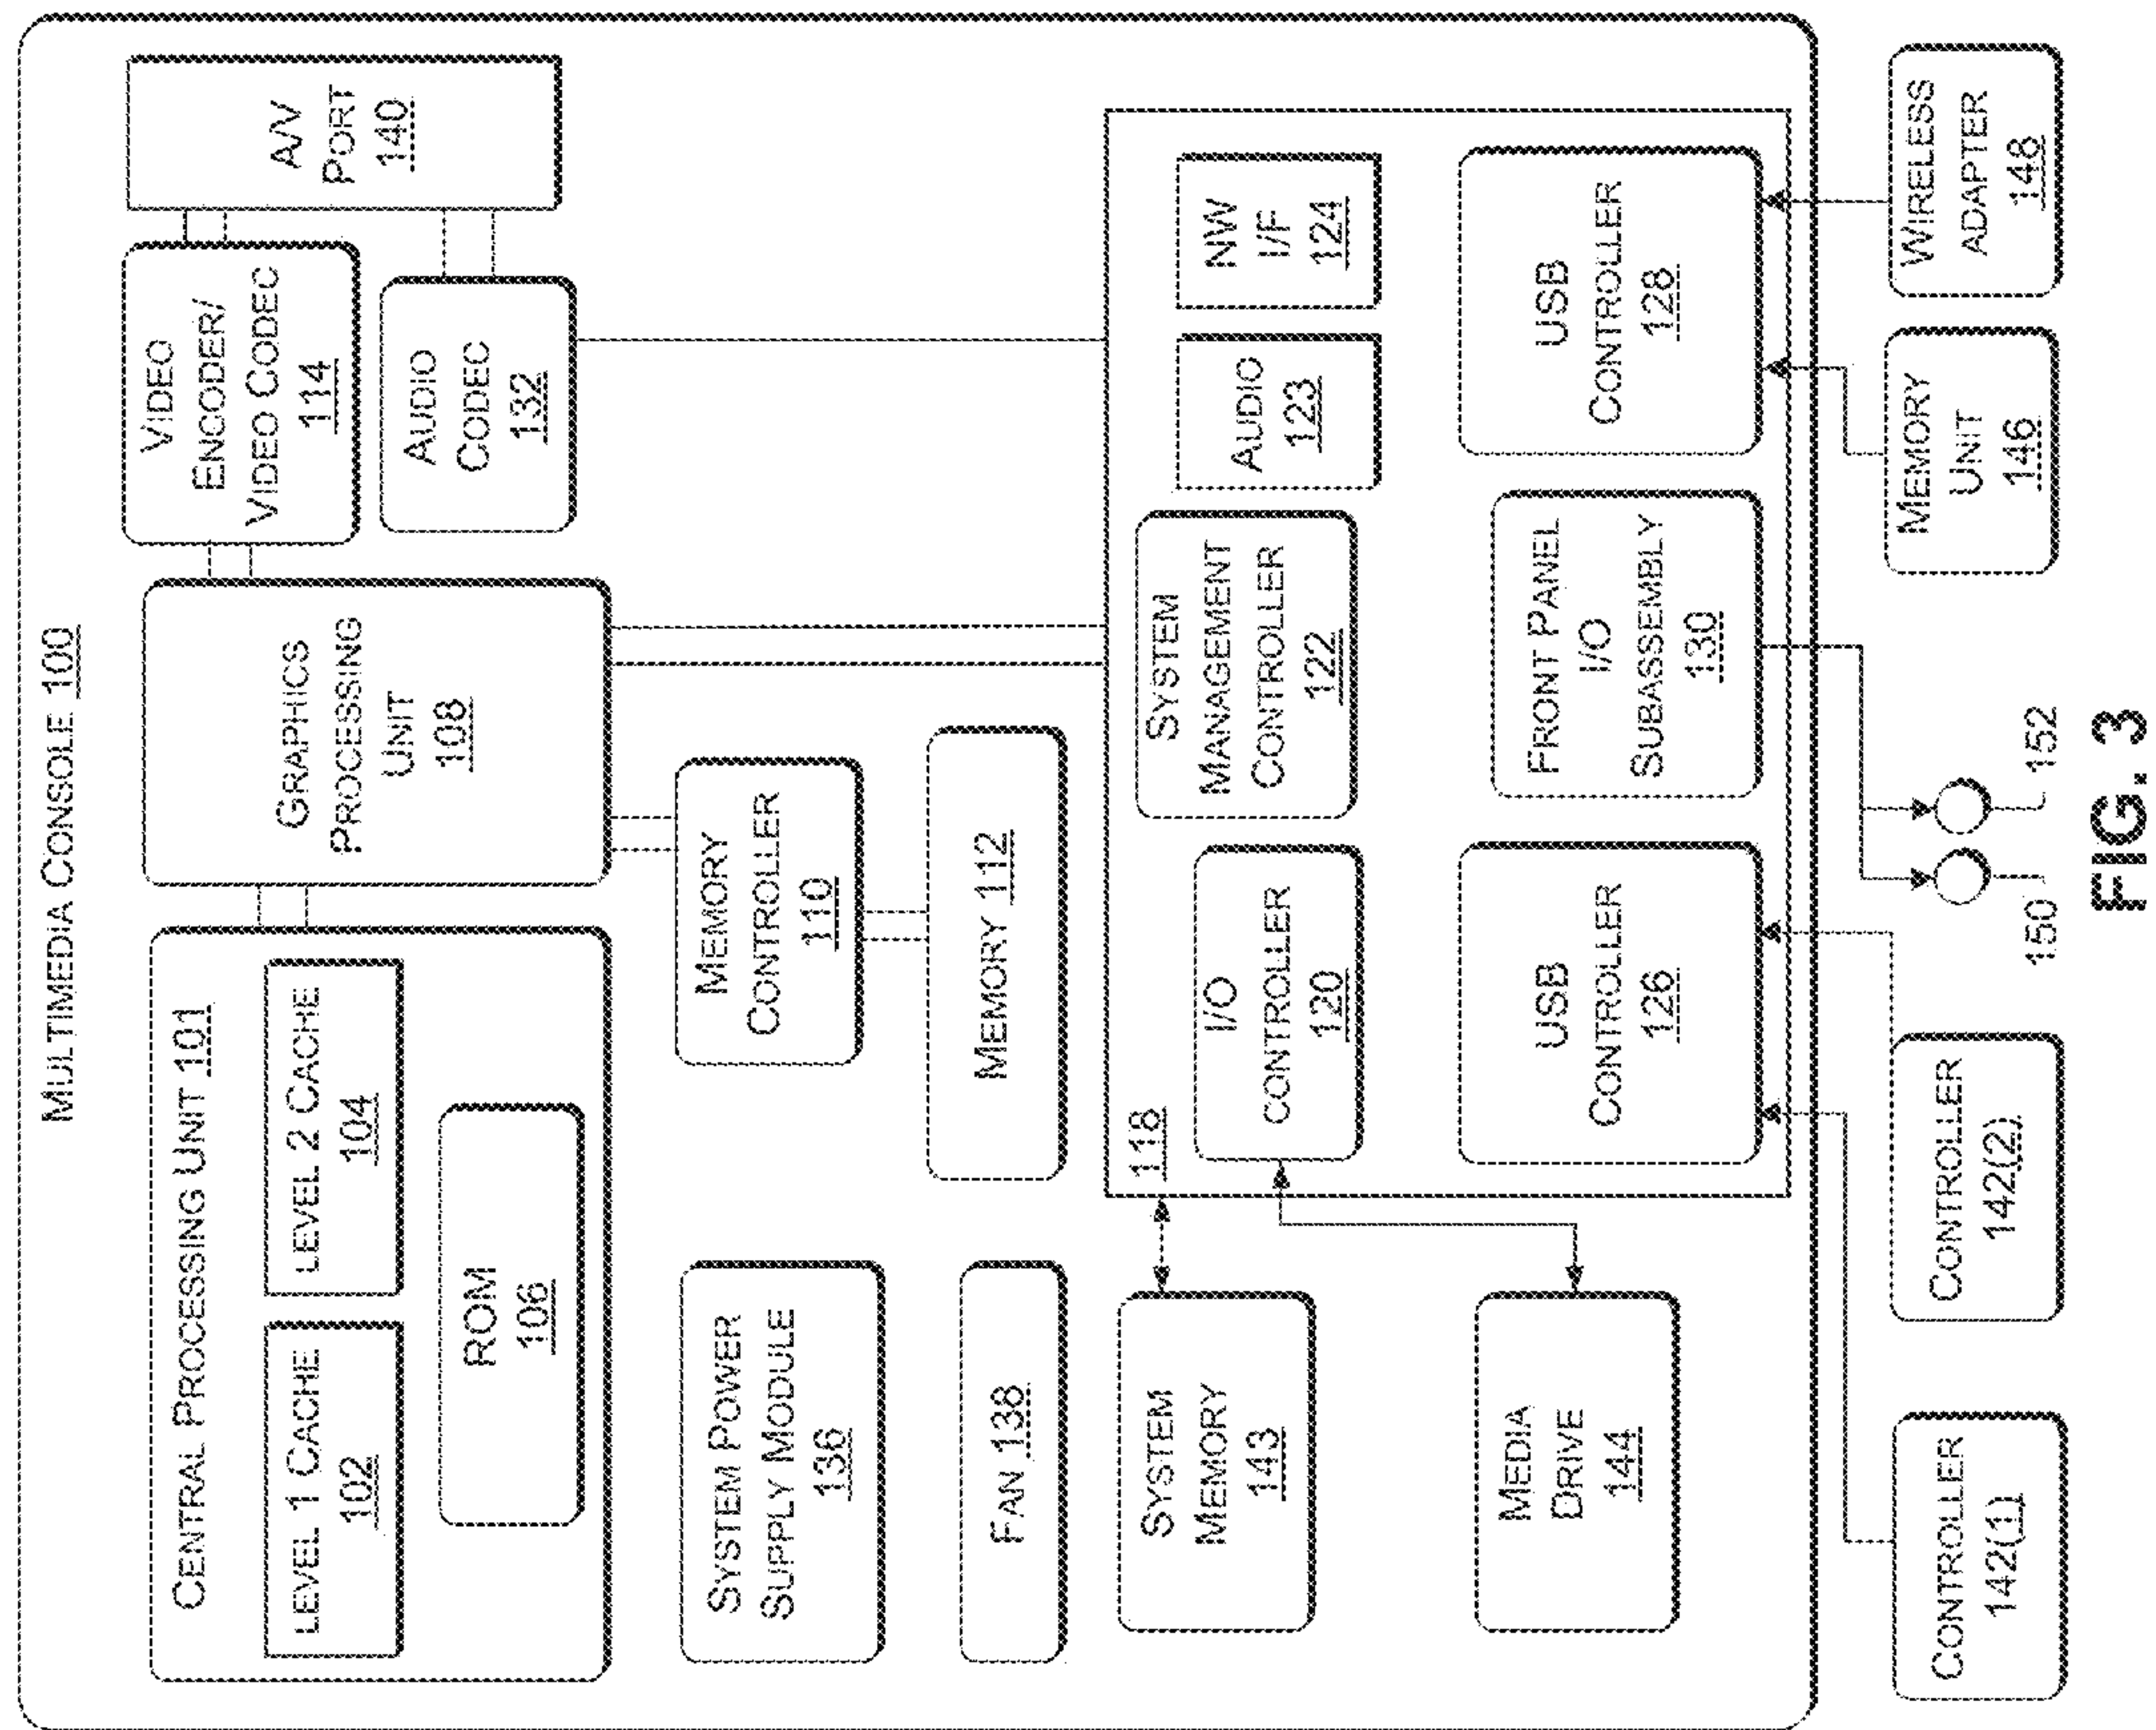 MULTIMEDIA CONSOLE 100
CENTRAL PROCESSING UNIT 101
LEVEL 1 CACHE
102
LEVEL 2 CACHE
104
ROM
106
GRAPHICS
PROCESSING
UNIT
108
VIDEO
ENCODER/
VIDEO CODEC
114
AUDIO
CODEC
132
A/V
PORT
140
SYSTEM POWER
SUPPLY MODULE
136
FAN 138
MEMORY
CONTROLLER
110
MEMORY 112
SYSTEM
MEMORY
143
MEDIA
DRIVE
144
118
I/O
CONTROLLER
120
SYSTEM
MANAGEMENT
CONTROLLER
122
AUDIO
123
NW
I/F
124
USB
CONTROLLER
126
FRONT PANEL
I/O
SUBASSEMBLY
130
USB
CONTROLLER
128
CONTROLLER
142(1)
CONTROLLER
142(2)
150
152
MEMORY
UNIT
146
WIRELESS
ADAPTER
148
FIG. 3